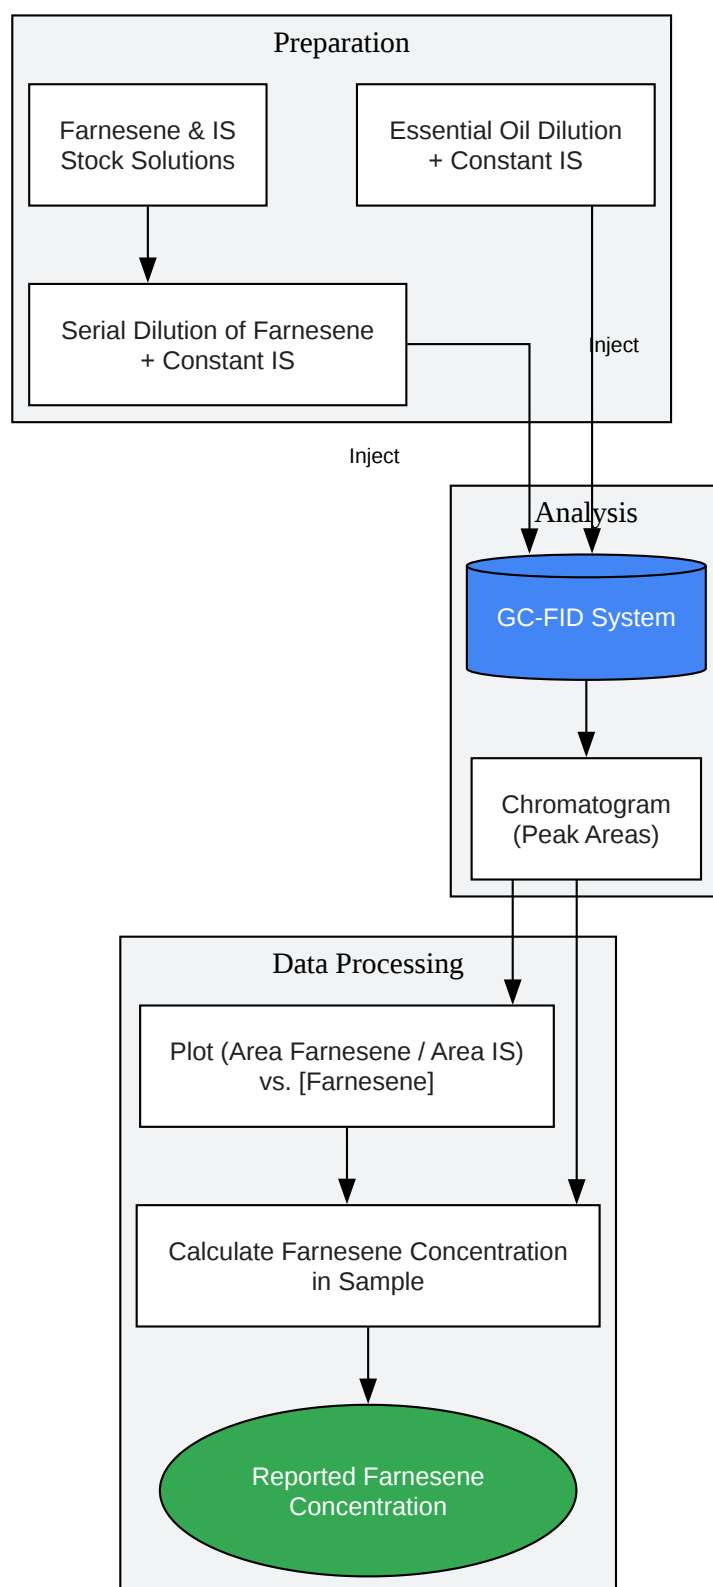 Preparation
Farnesene & IS
Stock Solutions
Essential Oil Dilution
+ Constant IS
Serial Dilution of Farnesene
+ Constant IS
Inject
Inject
Analysis
GC-FID System
Chromatogram
(Peak Areas)
Data Processing
Plot (Area Farnesene / Area IS)
vs. [Farnesene]
Calculate Farnesene Concentration
in Sample
Reported Farnesene
Concentration